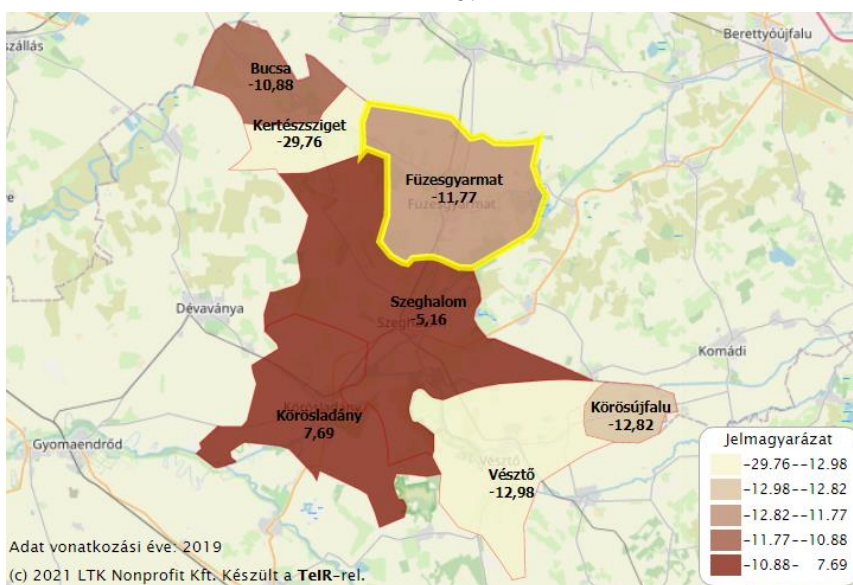 szállás
Berettyóújfalu
Bucsa
-10,88
Kertészsziget
-29,76
Füzesgyarmat
-11,77
Füzesgyarmat
Dévaványa
Szeghalom
-5,16
Komádi
Körösladány
Körösladány
7,69
Körösújfalu
-12,82
Gyomaendrőd
Vésztő
Vésztő
-12,98
Jelmagyarázat
-29.76--12.98
-12.98--12.82
-12.82--11.77
-11.77--10.88
-10.88- 7.69
Adat vonatkozási éve: 2019
(c) 2021 LTK Nonprofit Kft. Készült a TeIR-rel.